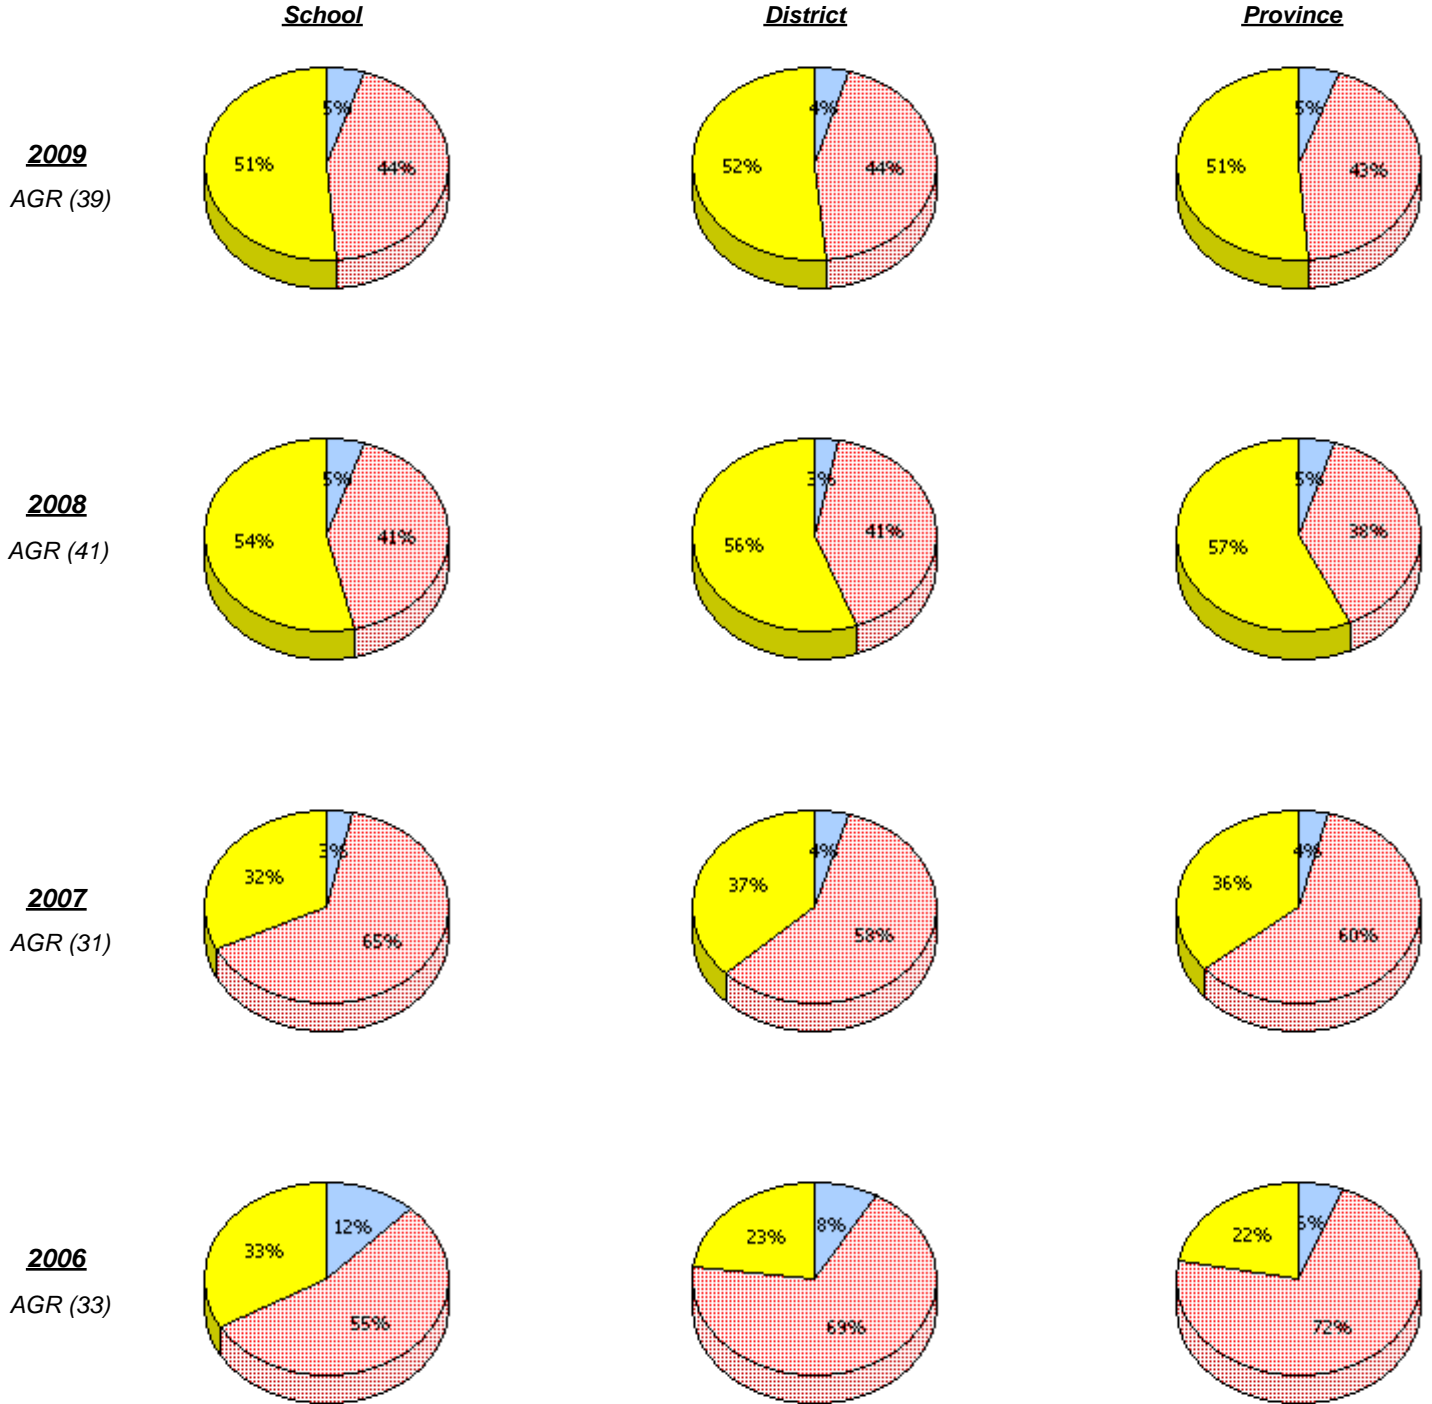 School District Province
2009
AGR (39)
5% 44% 51%
4% 44% 52%
5% 43% 51%
2008
AGR (41)
5% 41% 54%
3% 41% 56%
5% 38% 57%
2007
AGR (31)
3% 65% 32%
4% 58% 37%
4% 60% 36%
2006
AGR (33)
12% 55% 33%
8% 69% 23%
72% 22%